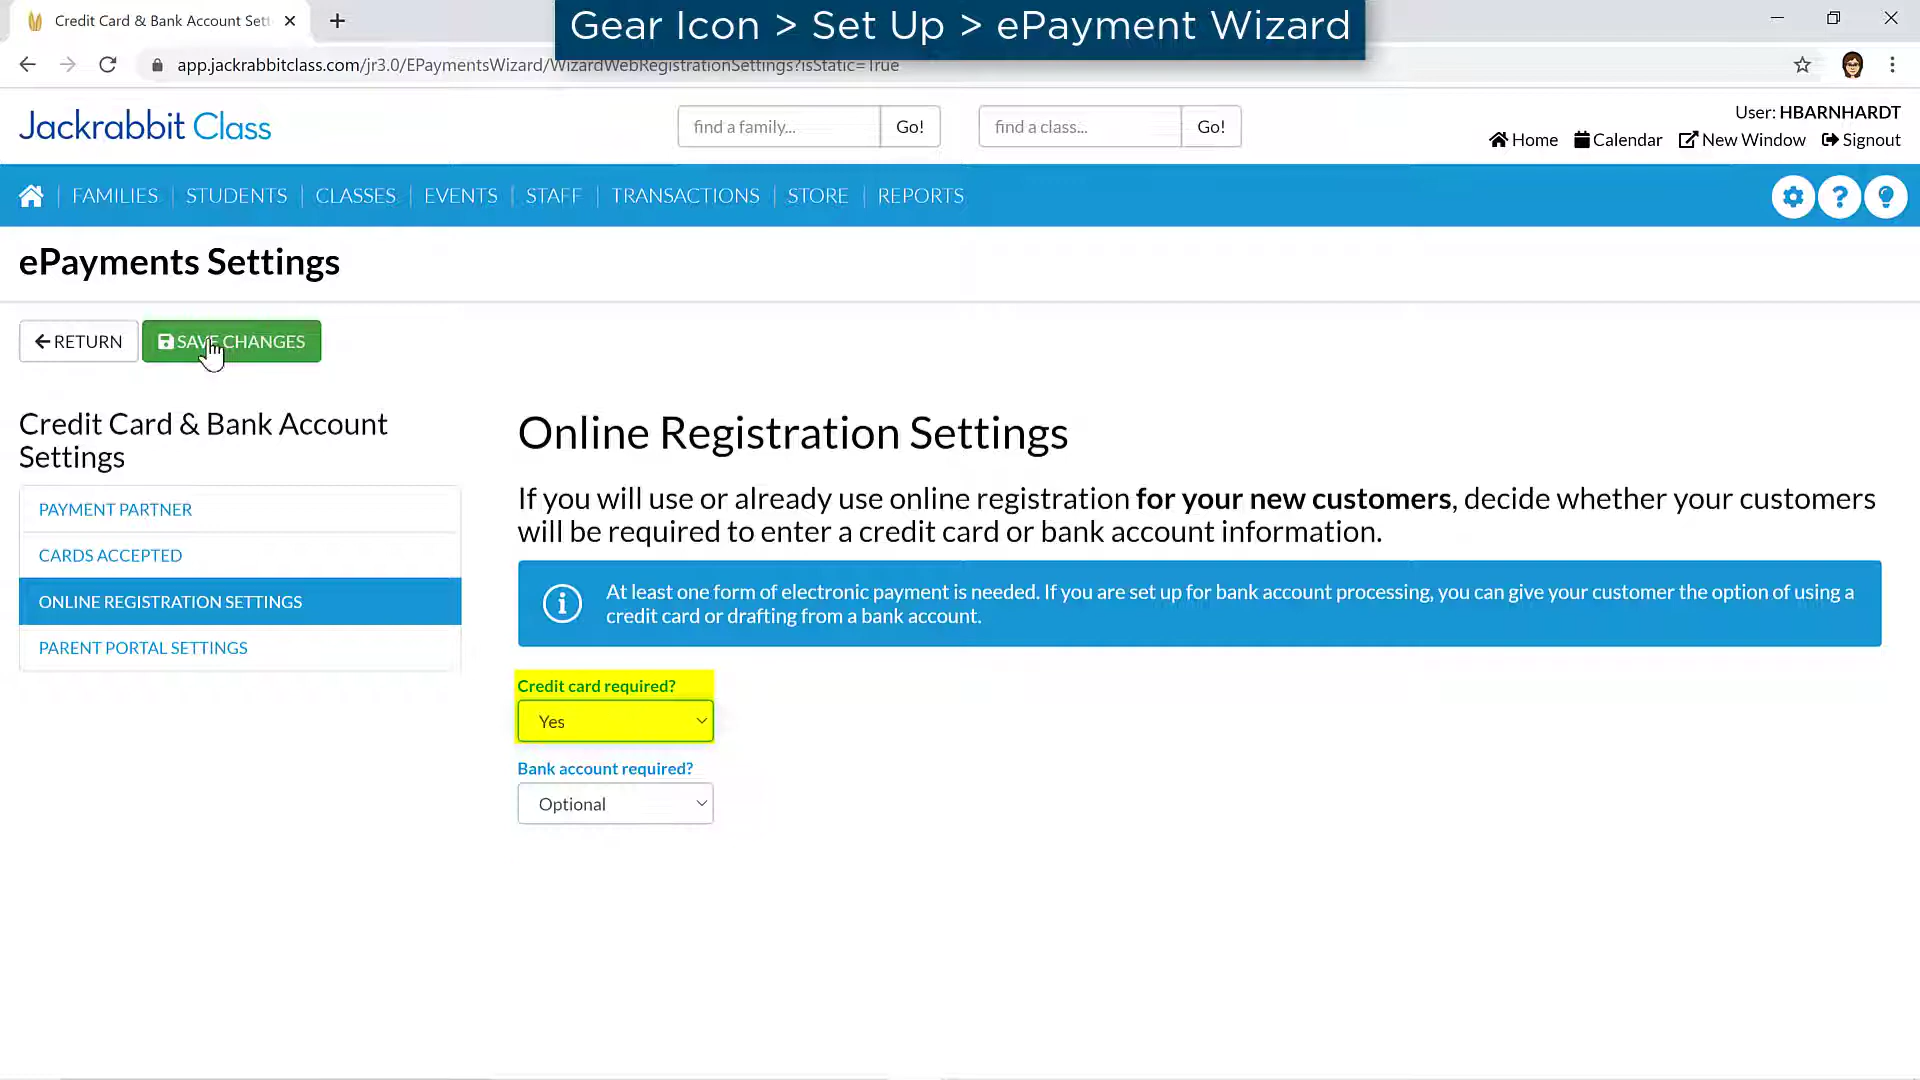 Credit Card & Bank Account Set
Gear Icon > Set Up > ePayment Wizard
app.jackrabbitclass.com/jr3.0/EPaymentsWizard/WizardWebRegistrationSettings?isStatic=True
Jackrabbit Class
find a family...
Go!
find a class...
Go!
User: HBARNHARDT
Home
Calendar
New Window
Signout
FAMILIES
STUDENTS
CLASSES
EVENTS
STAFF
TRANSACTIONS
STORE
REPORTS
ePayments Settings
RETURN
SAVE CHANGES
Credit Card & Bank Account
Settings
PAYMENT PARTNER
CARDS ACCEPTED
ONLINE REGISTRATION SETTINGS
PARENT PORTAL SETTINGS
Online Registration Settings
If you will use or already use online registration for your new customers, decide whether your customers
will be required to enter a credit card or bank account information.
At least one form of electronic payment is needed. If you are set up for bank account processing, you can give your customer the option of using a
credit card or drafting from a bank account.
Credit card required?
Yes
Bank account required?
Optional